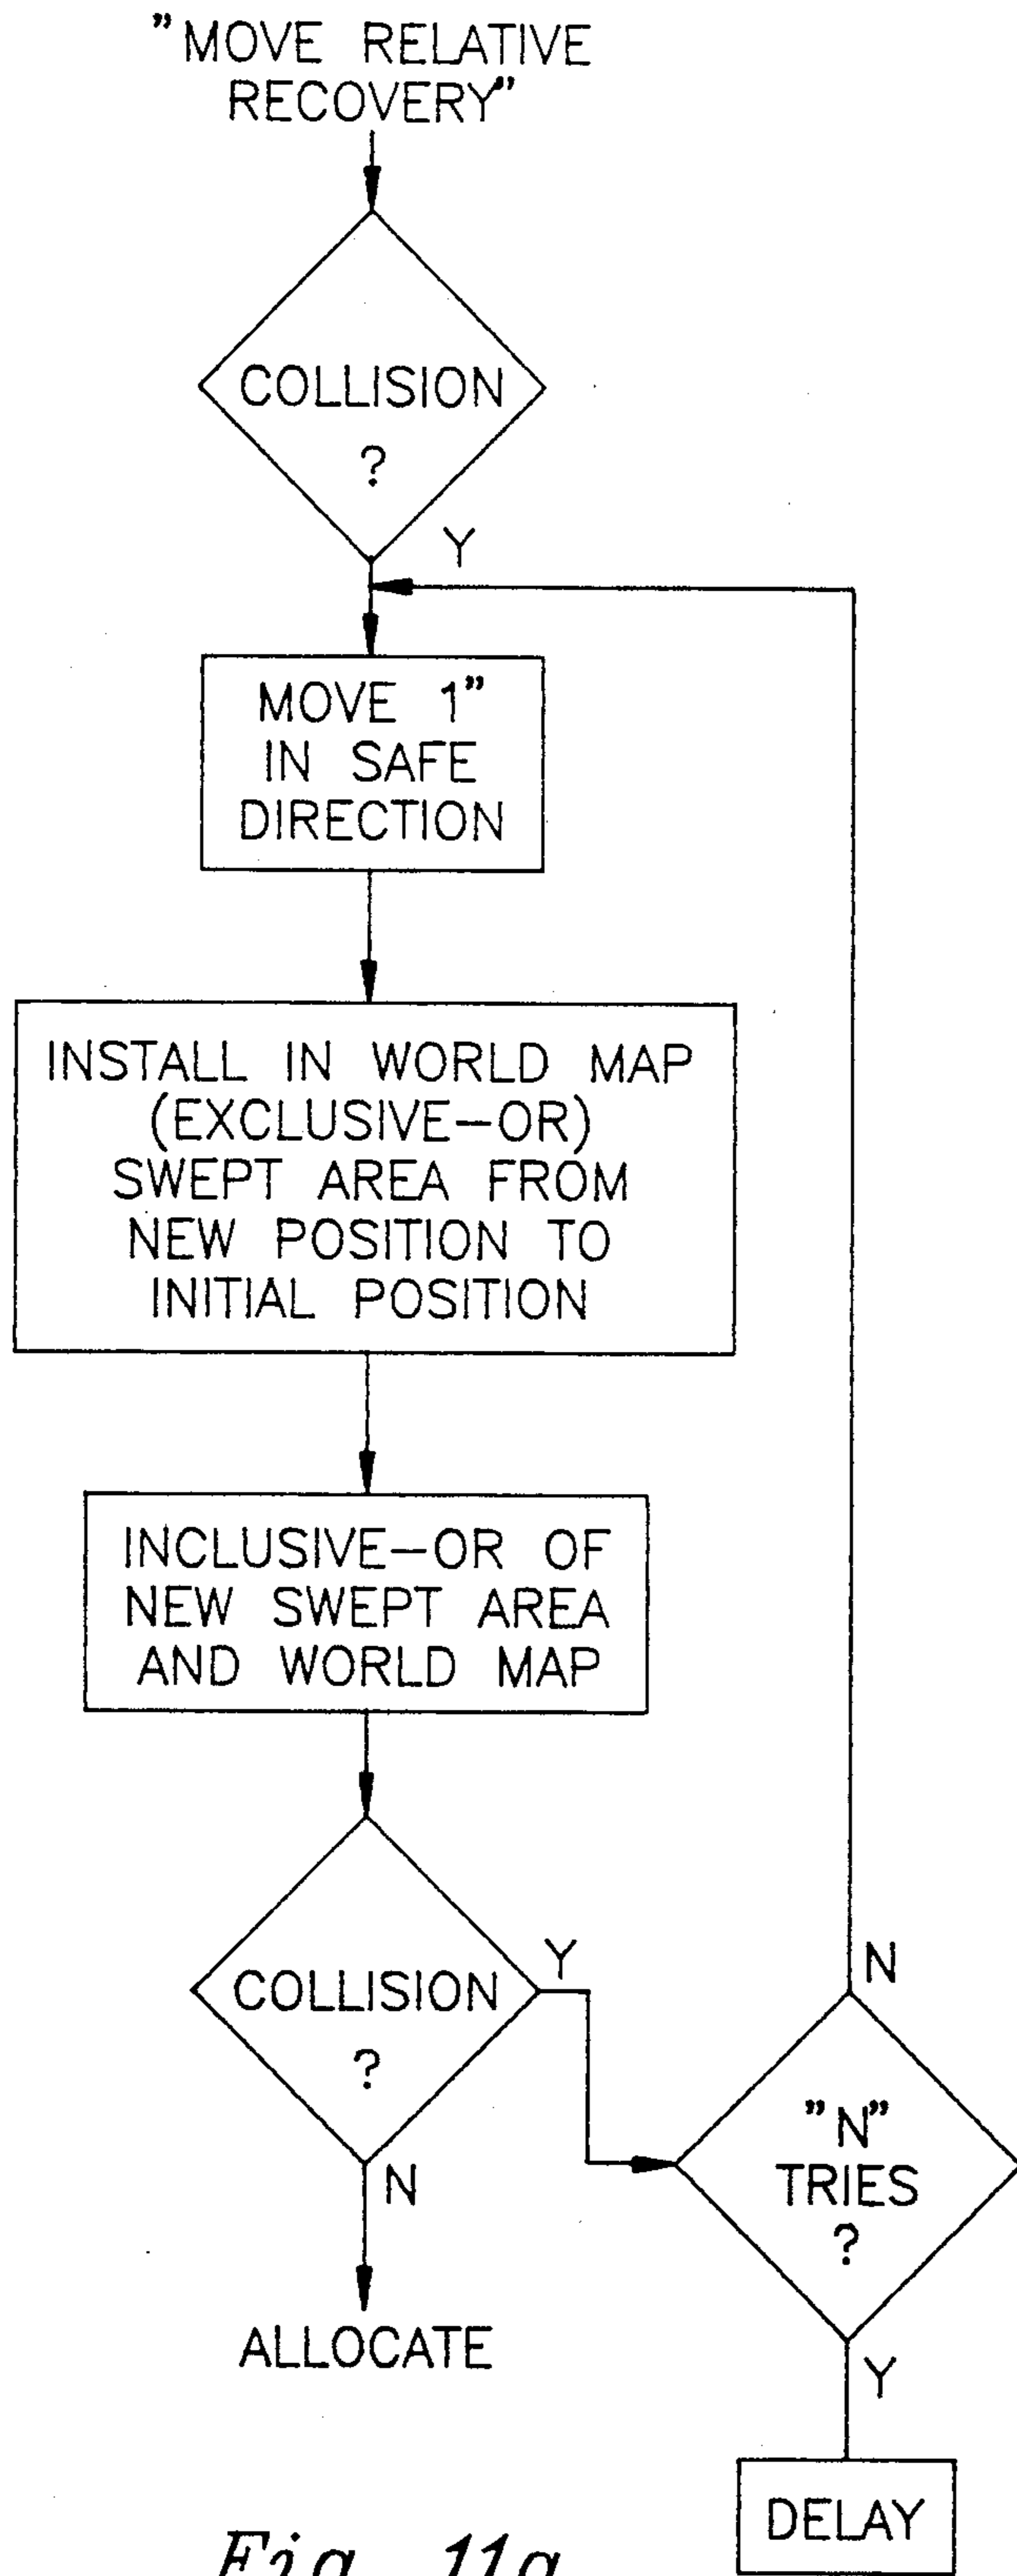 "MOVE RELATIVE
RECOVERY"
COLLISION
?
Y
MOVE 1"
IN SAFE
DIRECTION
INSTALL IN WORLD MAP
(EXCLUSIVE-OR)
SWEPT AREA FROM
NEW POSITION TO
INITIAL POSITION
INCLUSIVE-OR OF
NEW SWEPT AREA
AND WORLD MAP
COLLISION
?
Y
N
ALLOCATE
N
"N"
TRIES
?
Y
DELAY
Fig. 11a